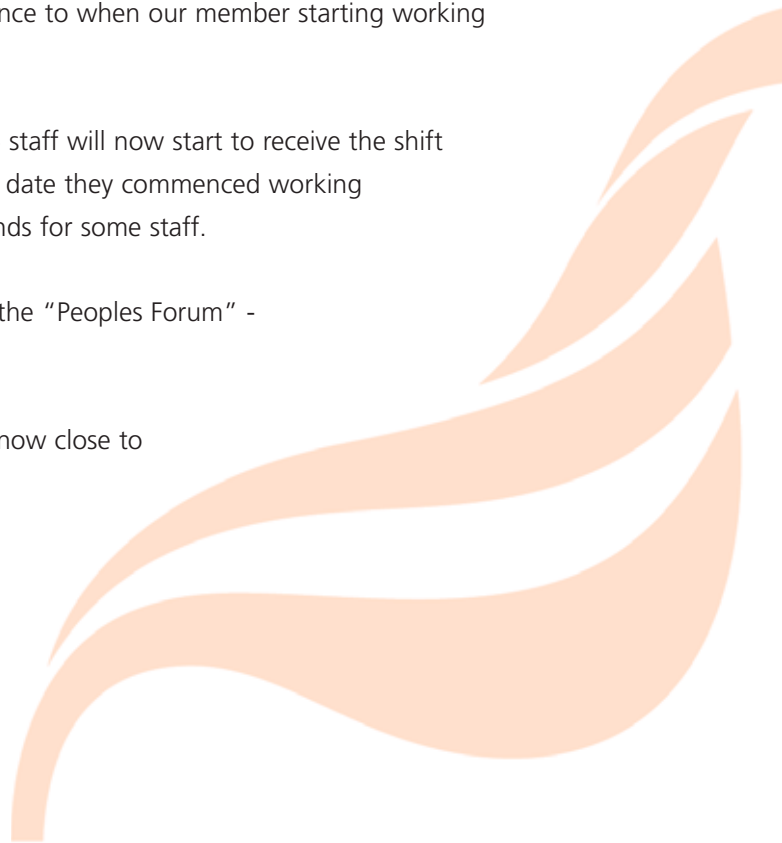 nce to when our member starting working
staff will now start to receive the shift
date they commenced working
nds for some staff.
the “Peoples Forum” -
now close to